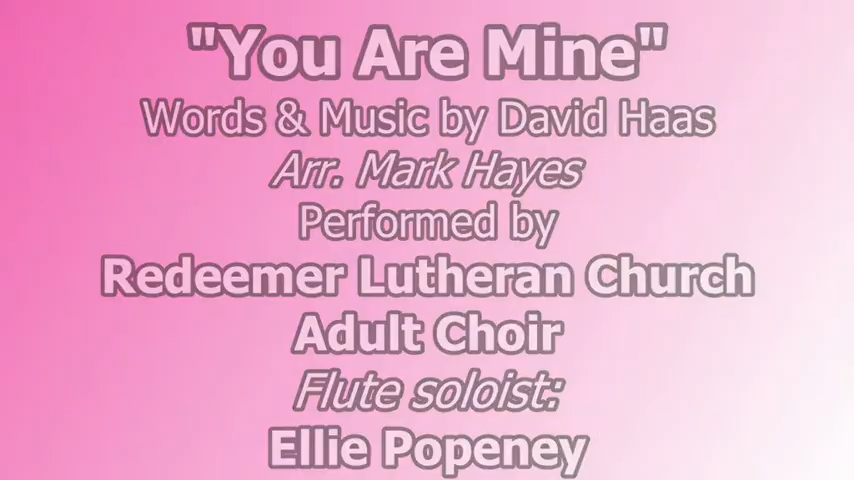 "You Are Mine"
Words & Music by David Haas
Arr. Mark Hayes
Performed by
Redeemer Lutheran Church
Adult Choir
Flute soloist:
Ellie Popeney